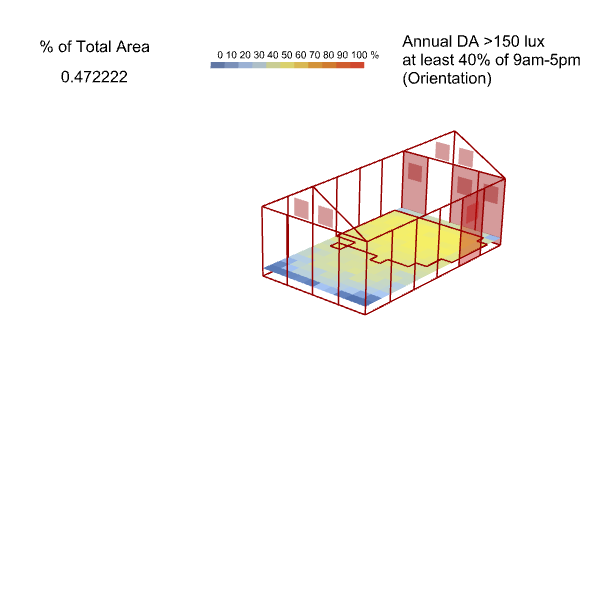 % of Total Area
0.472222
0 10 20 30 40 50 60 70 80 90 100 %
Annual DA >150 lux
at least 40% of 9am-5pm
(Orientation)